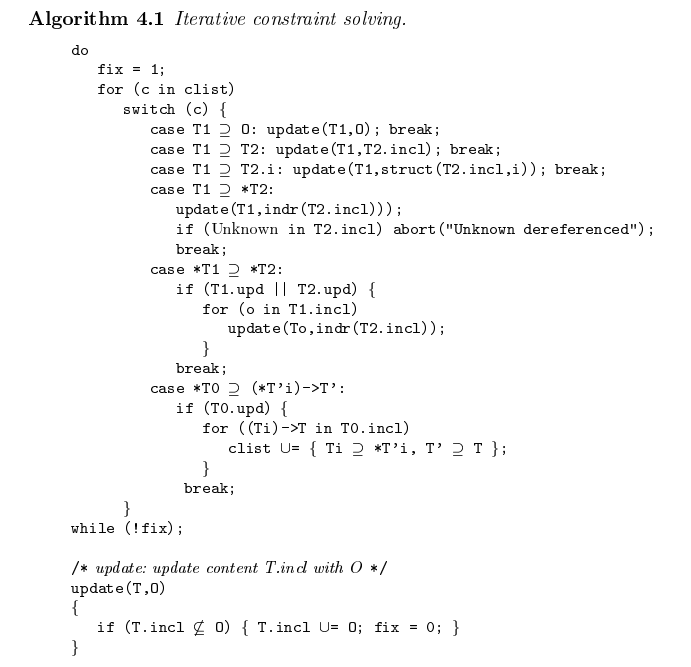 Algorithm 4.1 Iterative constraint solving.
do
fix = 1;
for (c in clist)
switch (c) {
case T1 ⊇ O: update(T1,O); break;
case T1 ⊇ T2: update(T1,T2.incl); break;
case T1 ⊇ T2.i: update(T1,struct(T2.incl,i)); break;
case T1 ⊇ *T2:
update(T1,indr(T2.incl)));
if (Unknown in T2.incl) abort("Unknown dereferenced");
break;
case *T1 ⊇ *T2:
if (T1.upd || T2.upd) {
for (o in T1.incl)
update(To,indr(T2.incl));
}
break;
case *T0 ⊇ (*T’i)->T’:
if (T0.upd) {
for ((Ti)->T in T0.incl)
clist ∪= { Ti ⊇ *T’i, T’ ⊇ T };
}
break;
}
while (!fix);
/* update: update content T.incl with O */
update(T,O)
{
if (T.incl ⊈ O) { T.incl ∪= O; fix = 0; }
}